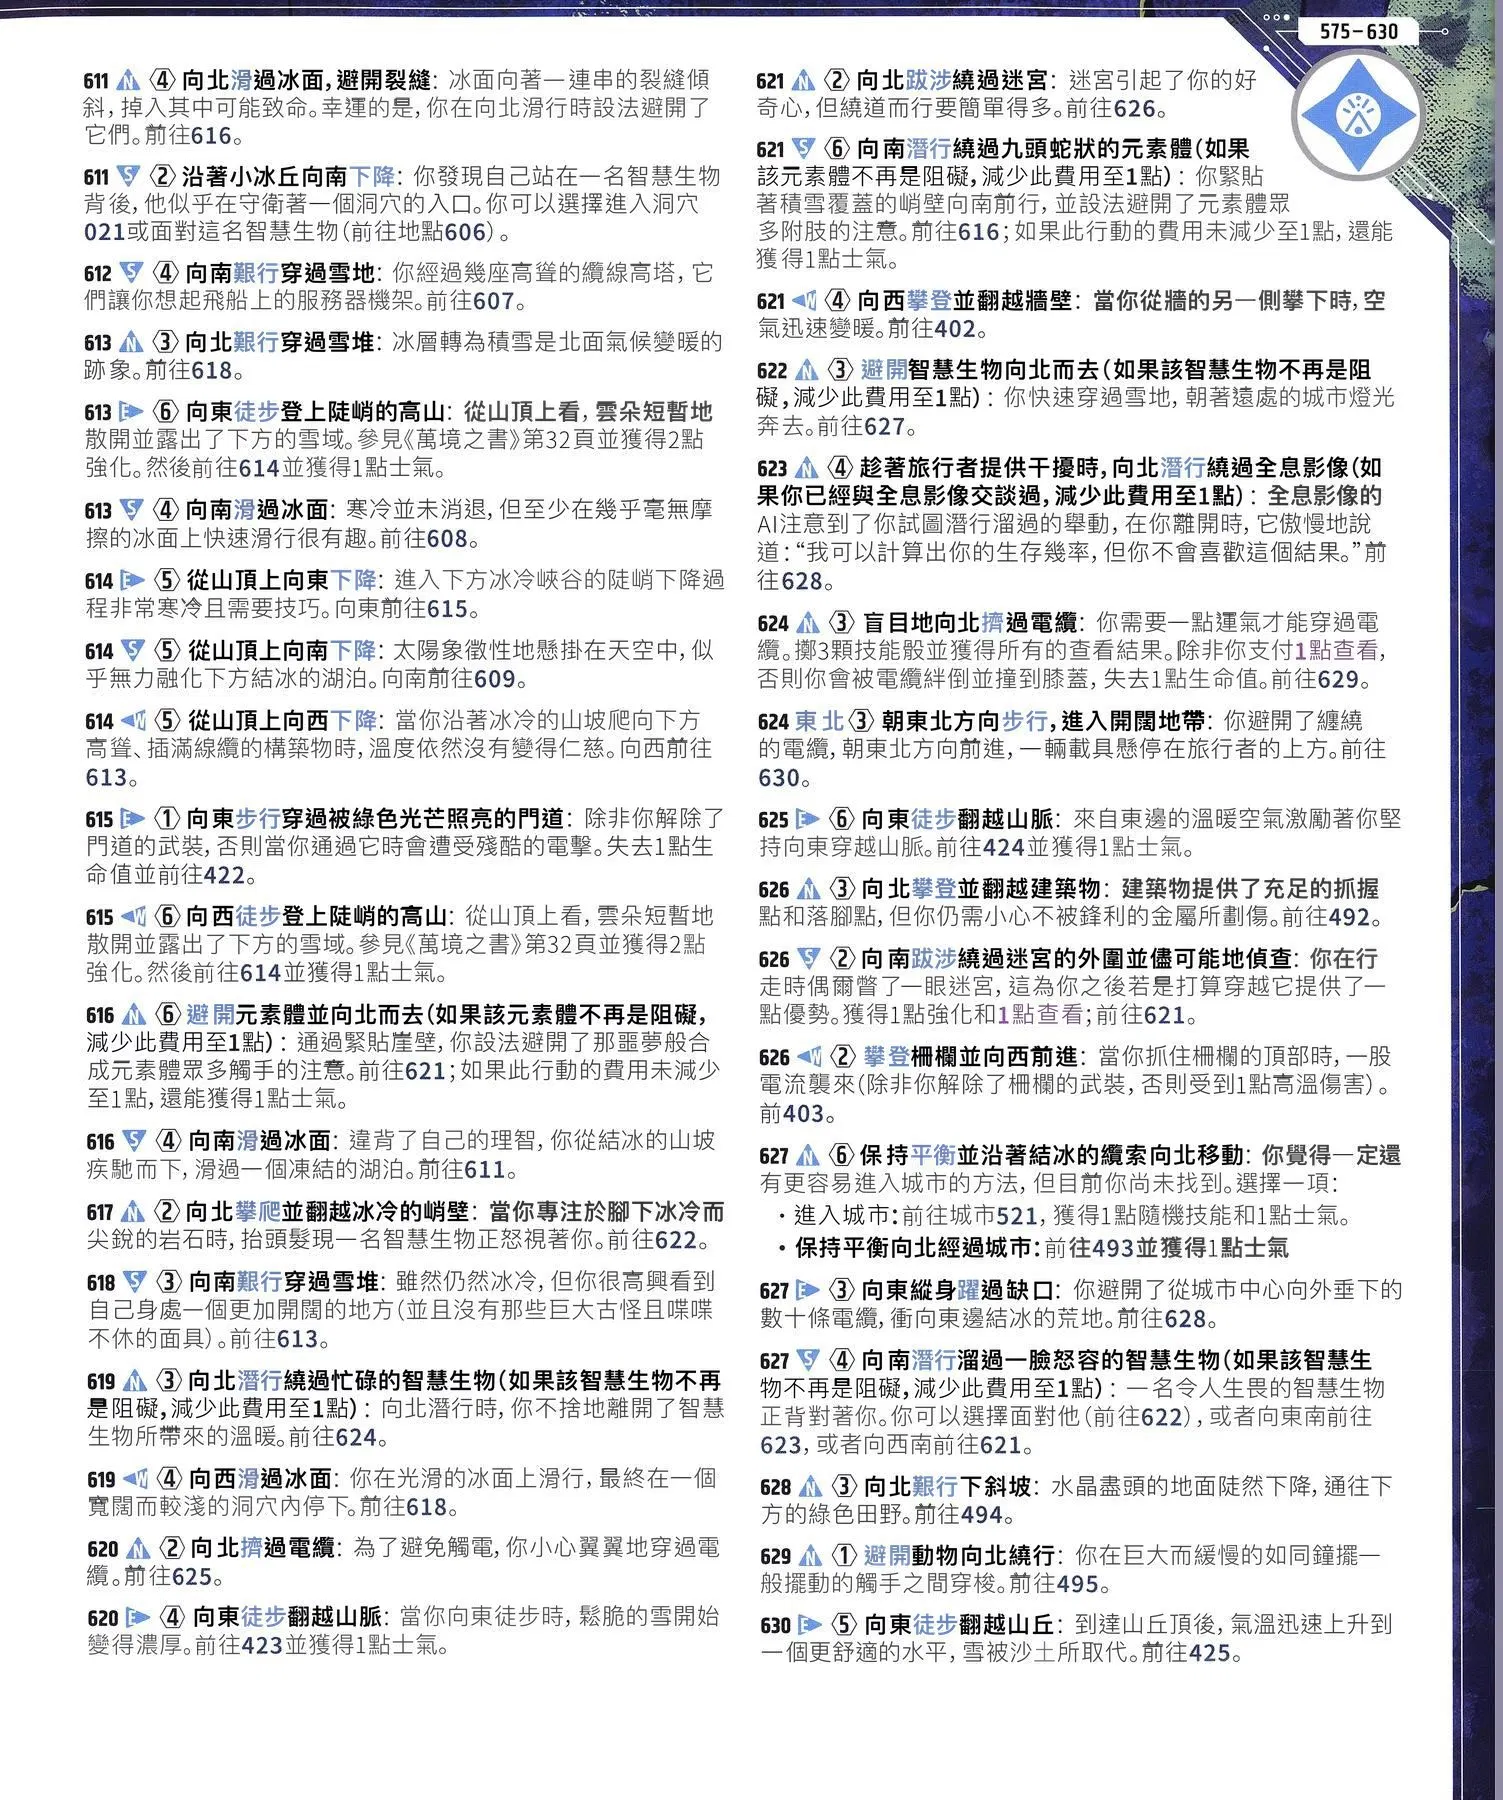 575-630
611 N 4 向北滑過冰面，避開裂縫：冰面向著一連串的裂縫傾
斜，掉入其中可能致命。幸運的是，你在向北滑行時設法避開了
它們。前往616。
611 S 2 沿著小冰丘向南下降：你發現自己站在一名智慧生物
背後，他似乎在守衛著一個洞穴的入口。你可以選擇進入洞穴
021或面對這名智慧生物（前往地點606）。
612 S 4 向南艱行穿過雪地：你經過幾座高聳的纜線高塔，它
們讓你想起飛船上的服務器機架。前往607。
613 N 3 向北艱行穿過雪堆：冰層轉為積雪是北面氣候變暖的
跡象。前往618。
613 E 6 向東徒步登上陡峭的高山：從山頂上看，雲朵短暫地
散開並露出了下方的雪域。參見《萬境之書》第32頁並獲得2點
強化。然後前往614並獲得1點士氣。
613 S 4 向南滑過冰面：寒冷並未消退，但至少在幾乎毫無摩
擦的冰面上快速滑行很有趣。前往608。
614 E 5 從山頂上向東下降：進入下方冰冷峽谷的陡峭下降過
程非常寒冷且需要技巧。向東前往615。
614 S 5 從山頂上向南下降：太陽象徵性地懸掛在天空中，似
乎無力融化下方結冰的湖泊。向南前往609。
614 W 5 從山頂上向西下降：當你沿著冰冷的山坡爬向下方
高聳、插滿線纜的構築物時，溫度依然沒有變得仁慈。向西前往
613。
615 E 1 向東步行穿過被綠色光芒照亮的門道：除非你解除了
門道的武裝，否則當你通過它時會遭受殘酷的電擊。失去1點生
命值並前往422。
615 W 6 向西徒步登上陡峭的高山：從山頂上看，雲朵短暫地
散開並露出了下方的雪域。參見《萬境之書》第32頁並獲得2點
強化。然後前往614並獲得1點士氣。
616 N 6 避開元素體並向北而去（如果該元素體不再是阻礙，
減少此費用至1點）：通過緊貼崖壁，你設法避開了那噩夢般合
成元素體眾多觸手的注意。前往621；如果此行動的費用未減少
至1點，還能獲得1點士氣。
616 S 4 向南滑過冰面：違背了自己的理智，你從結冰的山坡
疾馳而下，滑過一個凍結的湖泊。前往611。
617 N 2 向北攀爬並翻越冰冷的峭壁：當你專注於腳下冰冷而
尖銳的岩石時，抬頭髮現一名智慧生物正怒視著你。前往622。
618 S 3 向南艱行穿過雪堆：雖然仍然冰冷，但你很高興看到
自己身處一個更加開闊的地方（並且沒有那些巨大古怪且喋喋
不休的面具）。前往613。
619 N 3 向北潛行繞過忙碌的智慧生物（如果該智慧生物不再
是阻礙，減少此費用至1點）：向北潛行時，你不捨地離開了智慧
生物所帶來的溫暖。前往624。
619 W 4 向西滑過冰面：你在光滑的冰面上滑行，最終在一個
寬闊而較淺的洞穴內停下。前往618。
620 N 2 向北擠過電纜：為了避免觸電，你小心翼翼地穿過電
纜。前往625。
620 E 4 向東徒步翻越山脈：當你向東徒步時，鬆脆的雪開始
變得濃厚。前往423並獲得1點士氣。
621 N 2 向北跋涉繞過迷宮：迷宮引起了你的好
奇心，但繞道而行要簡單得多。前往626。
621 S 6 向南潛行繞過九頭蛇狀的元素體（如果
該元素體不再是阻礙，減少此費用至1點）：你緊貼
著積雪覆蓋的峭壁向南前行，並設法避開了元素體眾
多附肢的注意。前往616；如果此行動的費用未減少至1點，還能
獲得1點士氣。
621 W 4 向西攀登並翻越牆壁：當你從牆的另一側攀下時，空
氣迅速變暖。前往402。
622 N 3 避開智慧生物向北而去（如果該智慧生物不再是阻
礙，減少此費用至1點）：你快速穿過雪地，朝著遠處的城市燈光
奔去。前往627。
623 N 4 趁著旅行者提供干擾時，向北潛行繞過全息影像（如
果你已經與全息影像交談過，減少此費用至1點）：全息影像的
AI注意到了你試圖潛行溜過的舉動，在你離開時，它傲慢地說
道：“我可以計算出你的生存幾率，但你不會喜歡這個結果。”前
往628。
624 N 3 盲目地向北擠過電纜：你需要一點運氣才能穿過電
纜。擲3顆技能骰並獲得所有的查看結果。除非你支付1點查看，
否則你會被電纜絆倒並撞到膝蓋，失去1點生命值。前往629。
624 東北 3 朝東北方向步行，進入開闊地帶：你避開了纏繞
的電纜，朝東北方向前進，一輛載具懸停在旅行者的上方。前往
630。
625 E 6 向東徒步翻越山脈：來自東邊的溫暖空氣激勵著你堅
持向東穿越山脈。前往424並獲得1點士氣。
626 N 3 向北攀登並翻越建築物：建築物提供了充足的抓握
點和落腳點，但你仍需小心不被鋒利的金屬所劃傷。前往492。
626 S 2 向南跋涉繞過迷宮的外圍並儘可能地偵查：你在行
走時偶爾瞥了一眼迷宮，這為你之後若是打算穿越它提供了一
點優勢。獲得1點強化和1點查看；前往621。
626 W 2 攀登柵欄並向西前進：當你抓住柵欄的頂部時，一股
電流襲來（除非你解除了柵欄的武裝，否則受到1點高溫傷害）。
前403。
627 N 6 保持平衡並沿著結冰的纜索向北移動：你覺得一定還
有更容易進入城市的方法，但目前你尚未找到。選擇一項：
・進入城市：前往城市521，獲得1點隨機技能和1點士氣。
・保持平衡向北經過城市：前往493並獲得1點士氣
627 E 3 向東縱身躍過缺口：你避開了從城市中心向外垂下的
數十條電纜，衝向東邊結冰的荒地。前往628。
627 S 4 向南潛行溜過一臉怒容的智慧生物（如果該智慧生
物不再是阻礙，減少此費用至1點）：一名令人生畏的智慧生物
正背對著你。你可以選擇面對他（前往622），或者向東南前往
623，或者向西南前往621。
628 N 3 向北艱行下斜坡：水晶盡頭的地面陡然下降，通往下
方的綠色田野。前往494。
629 N 1 避開動物向北繞行：你在巨大而緩慢的如同鐘擺一
般擺動的觸手之間穿梭。前往495。
630 E 5 向東徒步翻越山丘：到達山丘頂後，氣溫迅速上升到
一個更舒適的水平，雪被沙土所取代。前往425。